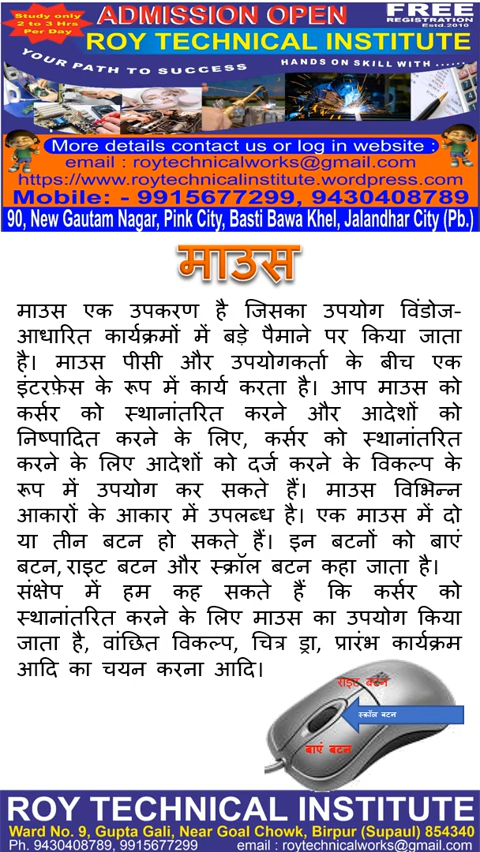 Study only
2 to 3 Hrs
Per Day
ADMISSION OPEN
FREE
REGISTRATION
Estd.2010
ROY TECHNICAL INSTITUTE
YOUR PATH TO SUCCESS
HANDS ON SKILL WITH ......
More details contact us or log in website :
email : roytechnicalworks@gmail.com
https://www.roytechnicalinstitute.wordpress.com
Mobile: - 9915677299, 9430408789
90, New Gautam Nagar, Pink City, Basti Bawa Khel, Jalandhar City (Pb.)
माउस
माउस एक उपकरण है जिसका उपयोग विंडोज-
आधारित कार्यक्रमों में बड़े पैमाने पर किया जाता
है। माउस पीसी और उपयोगकर्ता के बीच एक
इंटरफ़ेस के रूप में कार्य करता है। आप माउस को
कर्सर को स्थानांतरित करने और आदेशों को
निष्पादित करने के लिए, कर्सर को स्थानांतरित
करने के लिए आदेशों को दर्ज करने के विकल्प के
रूप में उपयोग कर सकते हैं। माउस विभिन्न
आकारों के आकार में उपलब्ध है। एक माउस में दो
या तीन बटन हो सकते हैं। इन बटनों को बाएं
बटन, राइट बटन और स्क्रॉल बटन कहा जाता है।
संक्षेप में हम कह सकते हैं कि कर्सर को
स्थानांतरित करने के लिए माउस का उपयोग किया
जाता है, वांछित विकल्प, चित्र ड्रा, प्रारंभ कार्यक्रम
आदि का चयन करना आदि।
राइट बटन
स्क्रॉल बटन
बाएं बटन
ROY TECHNICAL INSTITUTE
Ward No. 9, Gupta Gali, Near Goal Chowk, Birpur (Supaul) 854340
Ph. 9430408789, 9915677299 email : roytechnicalworks@gmail.com